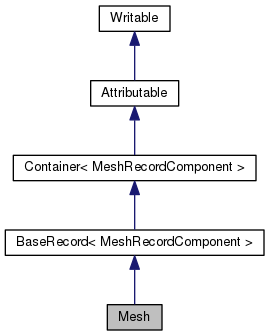 Writable
Attributable
Container< MeshRecordComponent >
BaseRecord< MeshRecordComponent >
Mesh